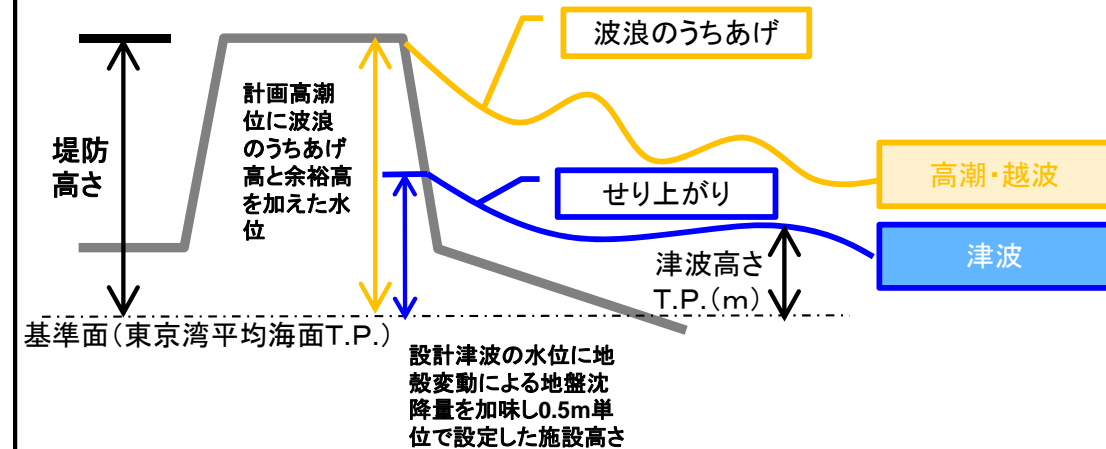 波浪のうちあげ
計画高潮
位に波浪
のうちあげ
高と余裕高
を加えた水
位
堤防
高さ
高潮・越波
せり上がり
津波
津波高さ
T.P.(m)
基準面(東京湾平均海面T.P.)
設計津波の水位に地
殻変動による地盤沈
降量を加味し0.5m単
位で設定した施設高さ